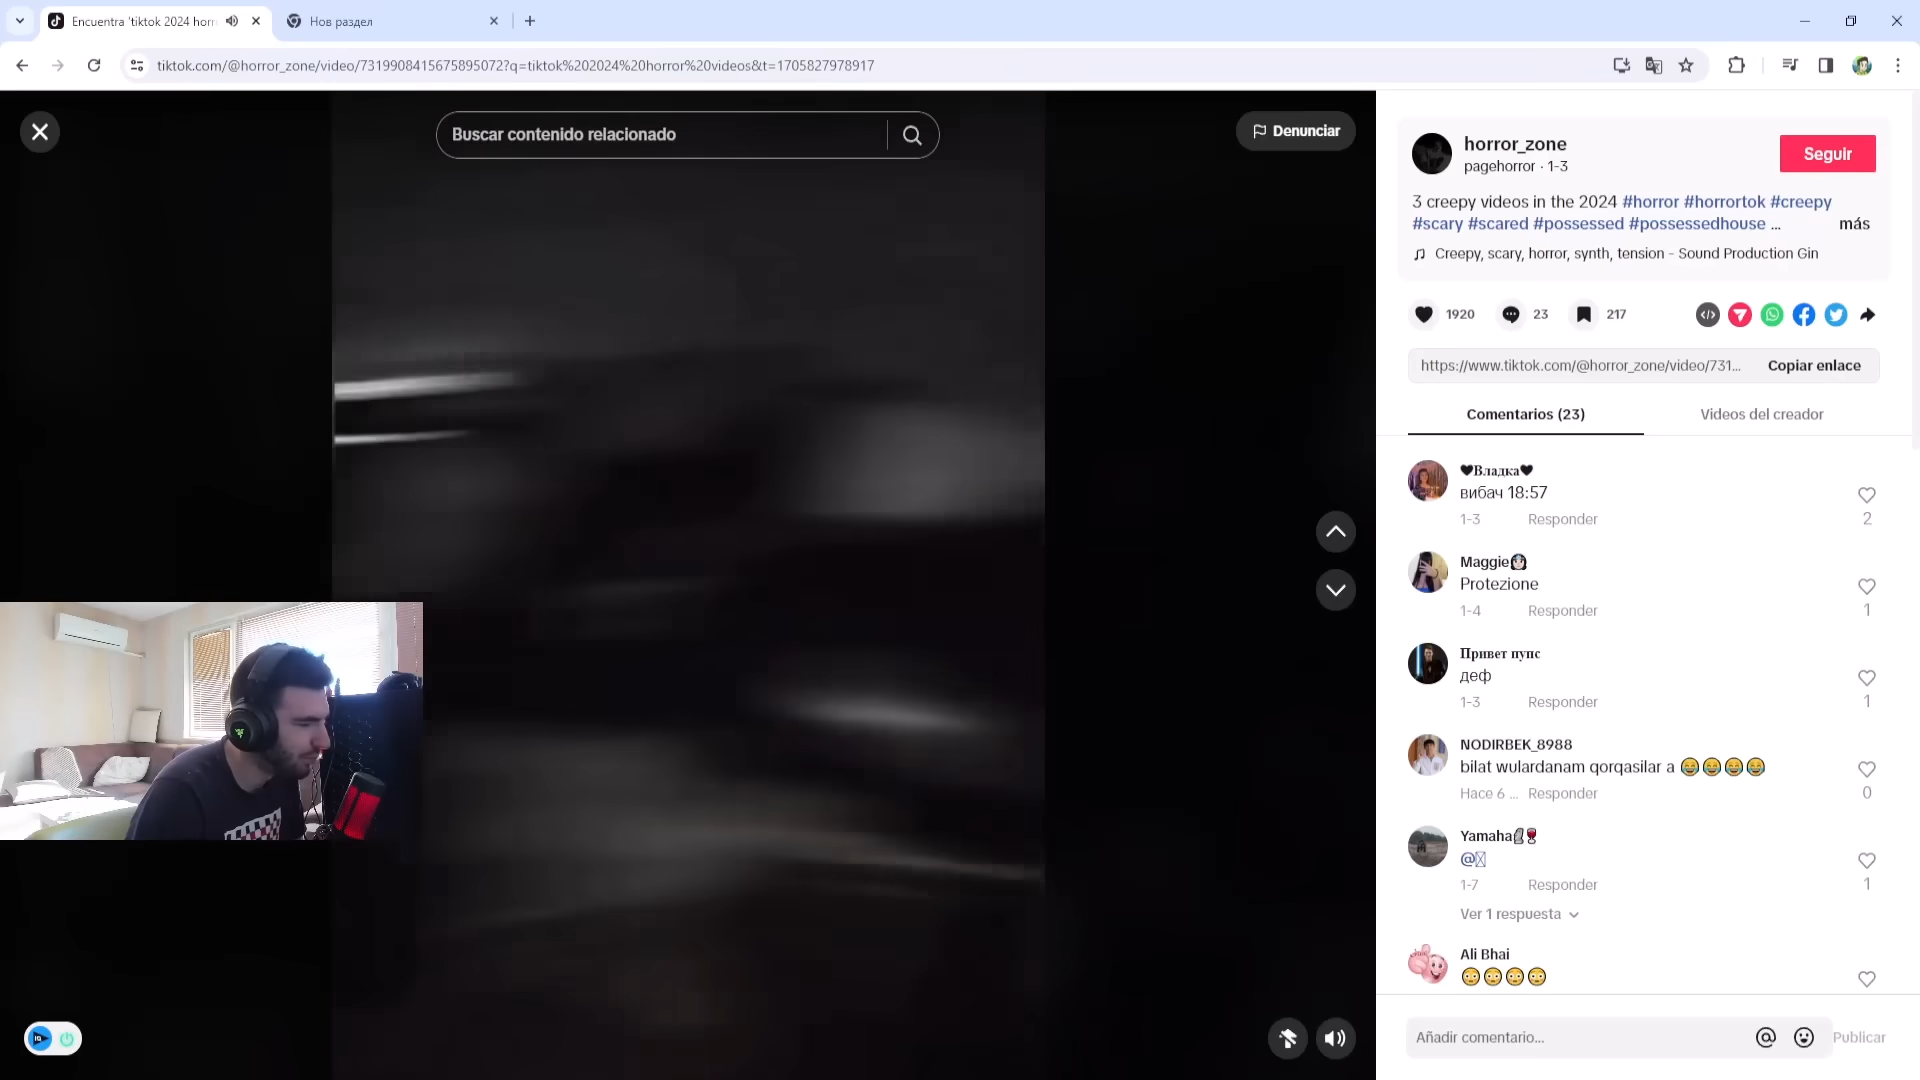 Encuentra 'tiktok 2024 horr
Нов раздел
tiktok.com/@horror_zone/video/7319908415675895072?q=tiktok%202024%20horror%20videos&t=1705827978917
Buscar contenido relacionado
Denunciar
horror_zone
pagehorror · 1-3
Seguir
3 creepy videos in the 2024 #horror #horrortok #creepy
#scary #scared #possessed #possessedhouse ...
más
Creepy, scary, horror, synth, tension - Sound Production Gin
1920
23
217
https://www.tiktok.com/@horror_zone/video/731...
Copiar enlace
Comentarios (23)
Videos del creador
🖤Владка🖤
вибач 18:57
1-3 Responder
2
Maggie👩🏻
Protezione
1-4 Responder
1
Привет пупс
деф
1-3 Responder
1
NODIRBEK_8988
bilat wulardanam qorqasilar a 😂😂😂😂
Hace 6 ... Responder
0
Yamaha🗿🍷
@
1-7 Responder
1
Ver 1 respuesta
Ali Bhai
😳😳😳😳
Añadir comentario...
Publicar